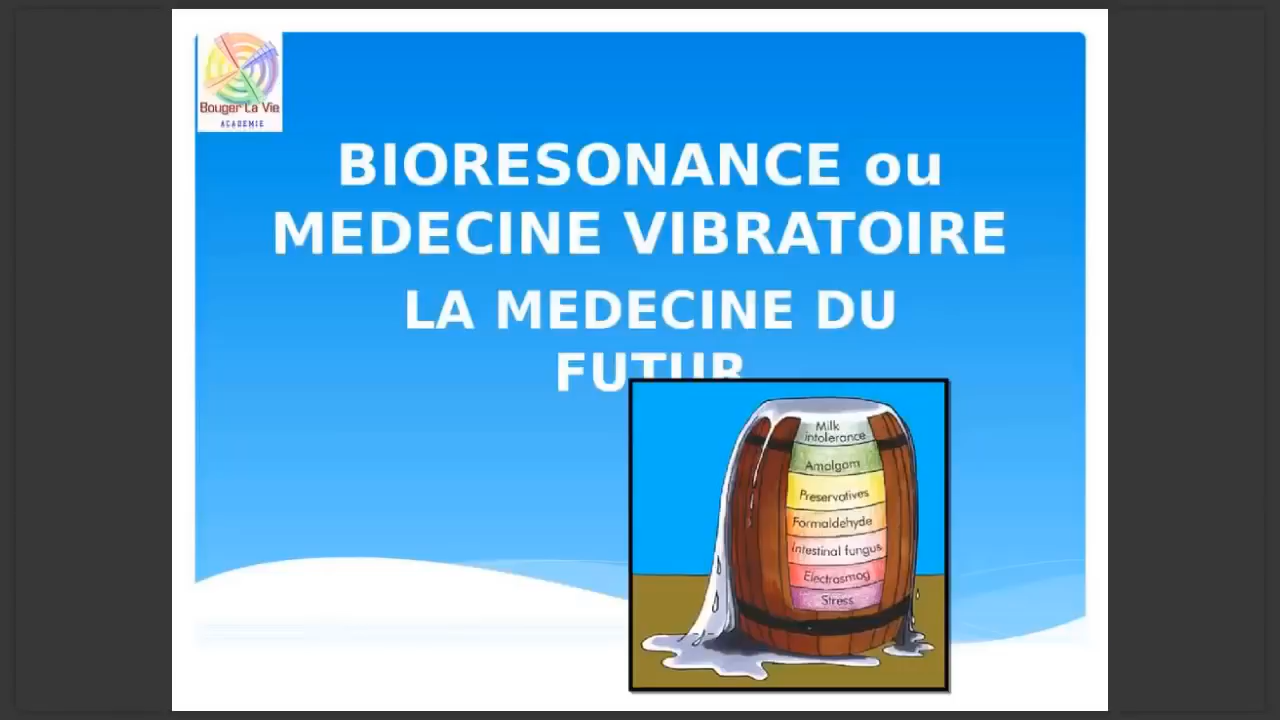 Bouger La Vie
ACADEMIE
BIORESONANCE ou
MEDECINE VIBRATOIRE
LA MEDECINE DU
FUTUR
Milk
intolerance
Amalgam
Preservatives
Formaldehyde
Intestinal fungus
Electrosmog
Stress